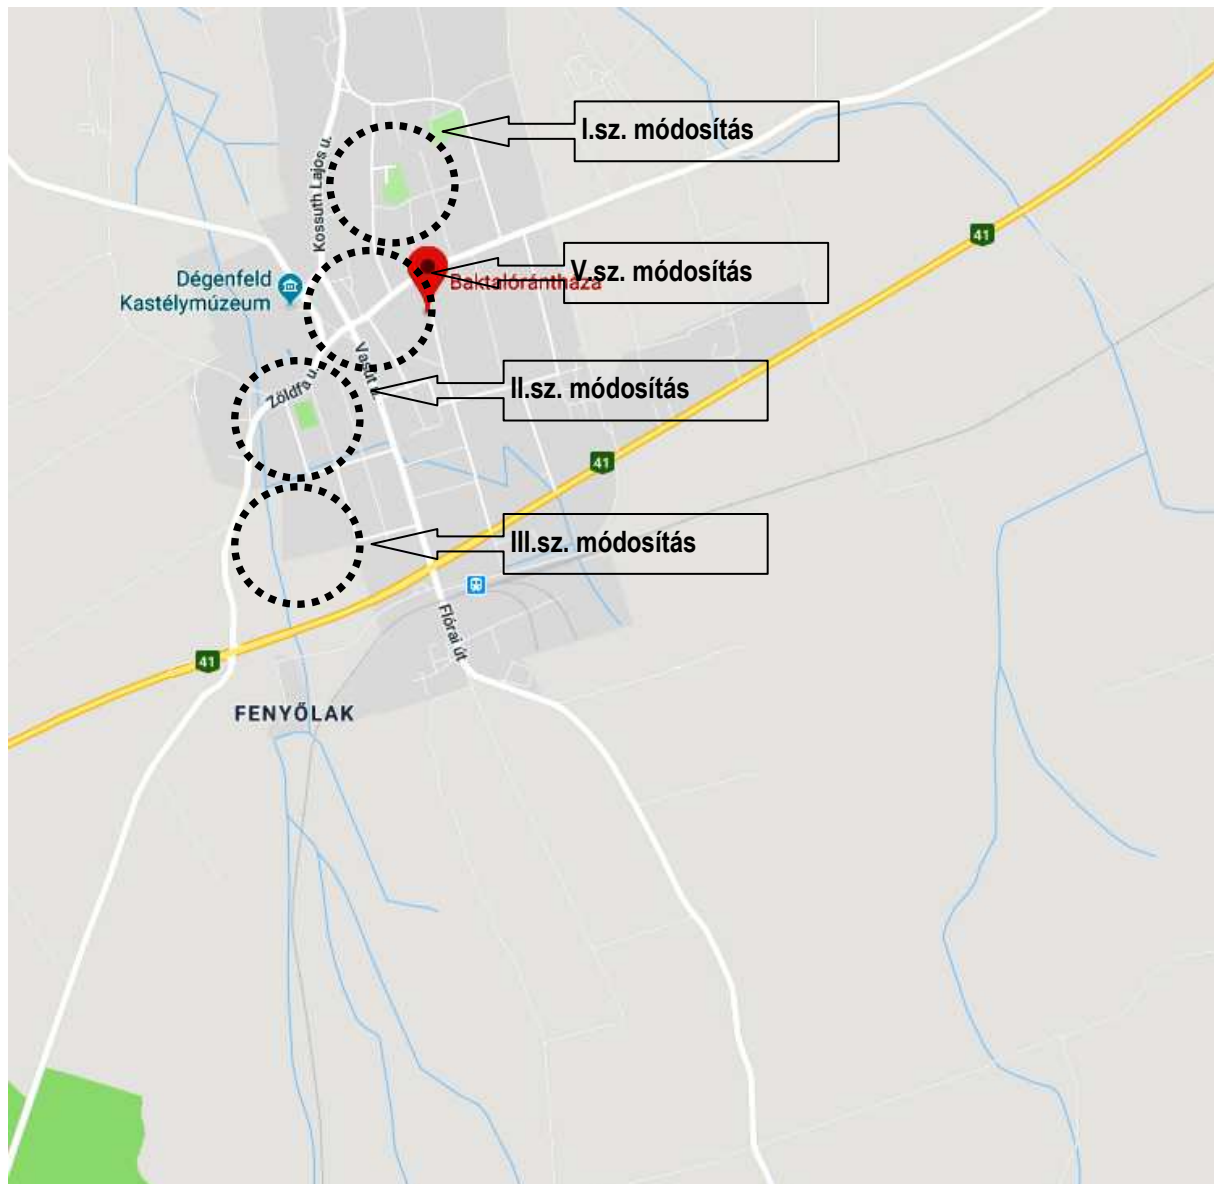 I.sz. módosítás
Kossuth Lajos u.
V.sz. módosítás
Dégenfeld
Kastélymúzeum
Baktalórántháza
41
Vasút u.
II.sz. módosítás
Zöldfa u.
41
III.sz. módosítás
Flórai út
41
FENYŐLAK